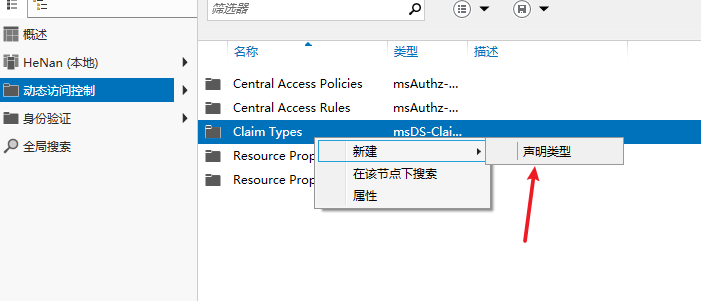 筛选器
概述
HeNan (本地)
动态访问控制
身份验证
全局搜索
名称 类型 描述
Central Access Policies msAuthz-...
Central Access Rules msAuthz-...
Claim Types msDS-Clai...
Resource Prop
Resource Prop
新建
在该节点下搜索
属性
声明类型